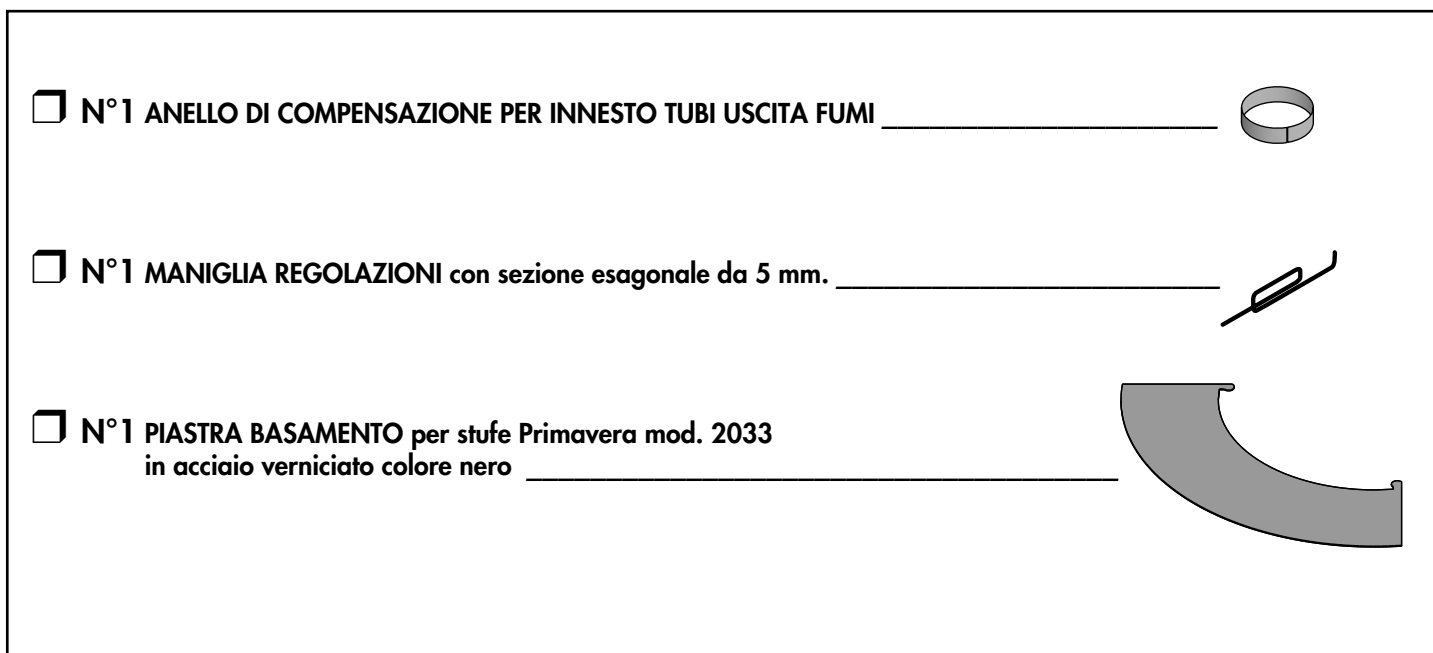 ❒ N°1 ANELLO DI COMPENSAZIONE PER INNESTO TUBI USCITA FUMI
❒ N°1 MANIGLIA REGOLAZIONI con sezione esagonale da 5 mm.
❒ N°1 PIASTRA BASAMENTO per stufe Primavera mod. 2033
in acciaio verniciato colore nero